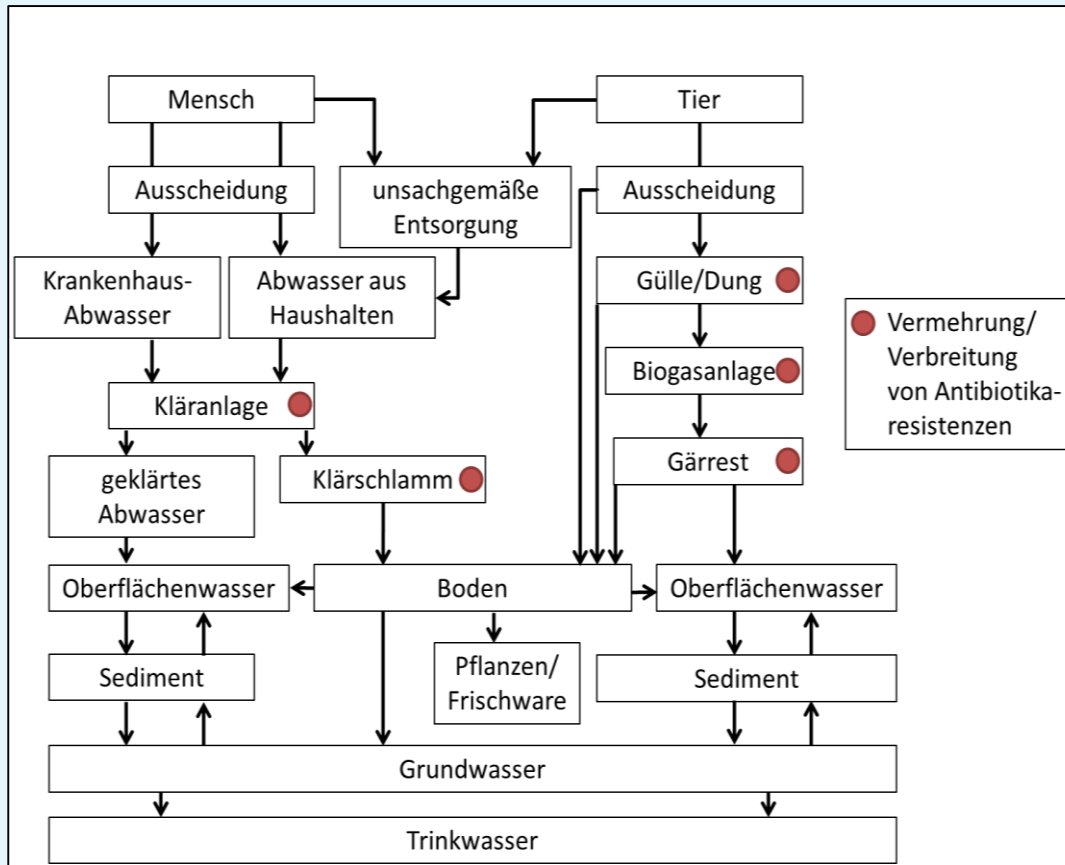 Mensch
Tier
Ausscheidung
unsachgemäße
Entsorgung
Ausscheidung
Krankenhaus-
Abwasser
Abwasser aus
Haushalten
Gülle/Dung
Vermehrung/
Verbreitung
von Antibiotika-
resistenzen
Biogasanlage
Kläranlage
geklärtes
Abwasser
Klärschlamm
Gärrest
Oberflächenwasser
Boden
Oberflächenwasser
Sediment
Pflanzen/
Frischware
Sediment
Grundwasser
Trinkwasser